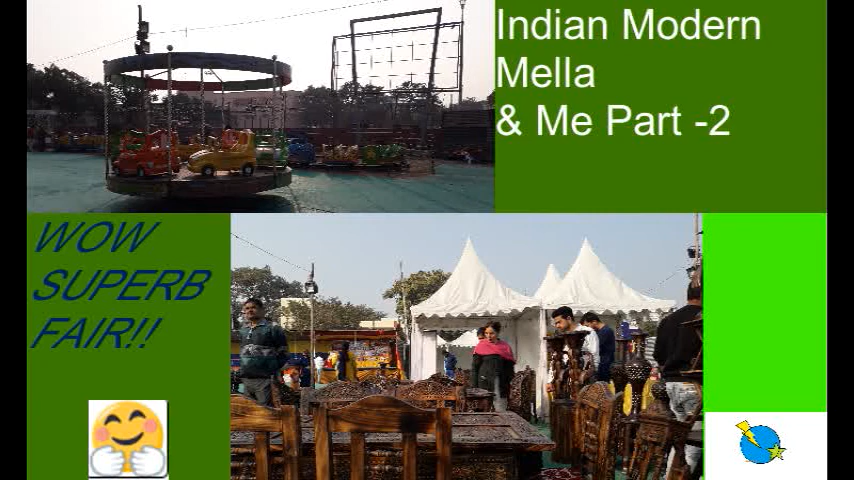 Indian Modern
Mella
& Me Part -2
WOW
SUPERB
FAIR!!